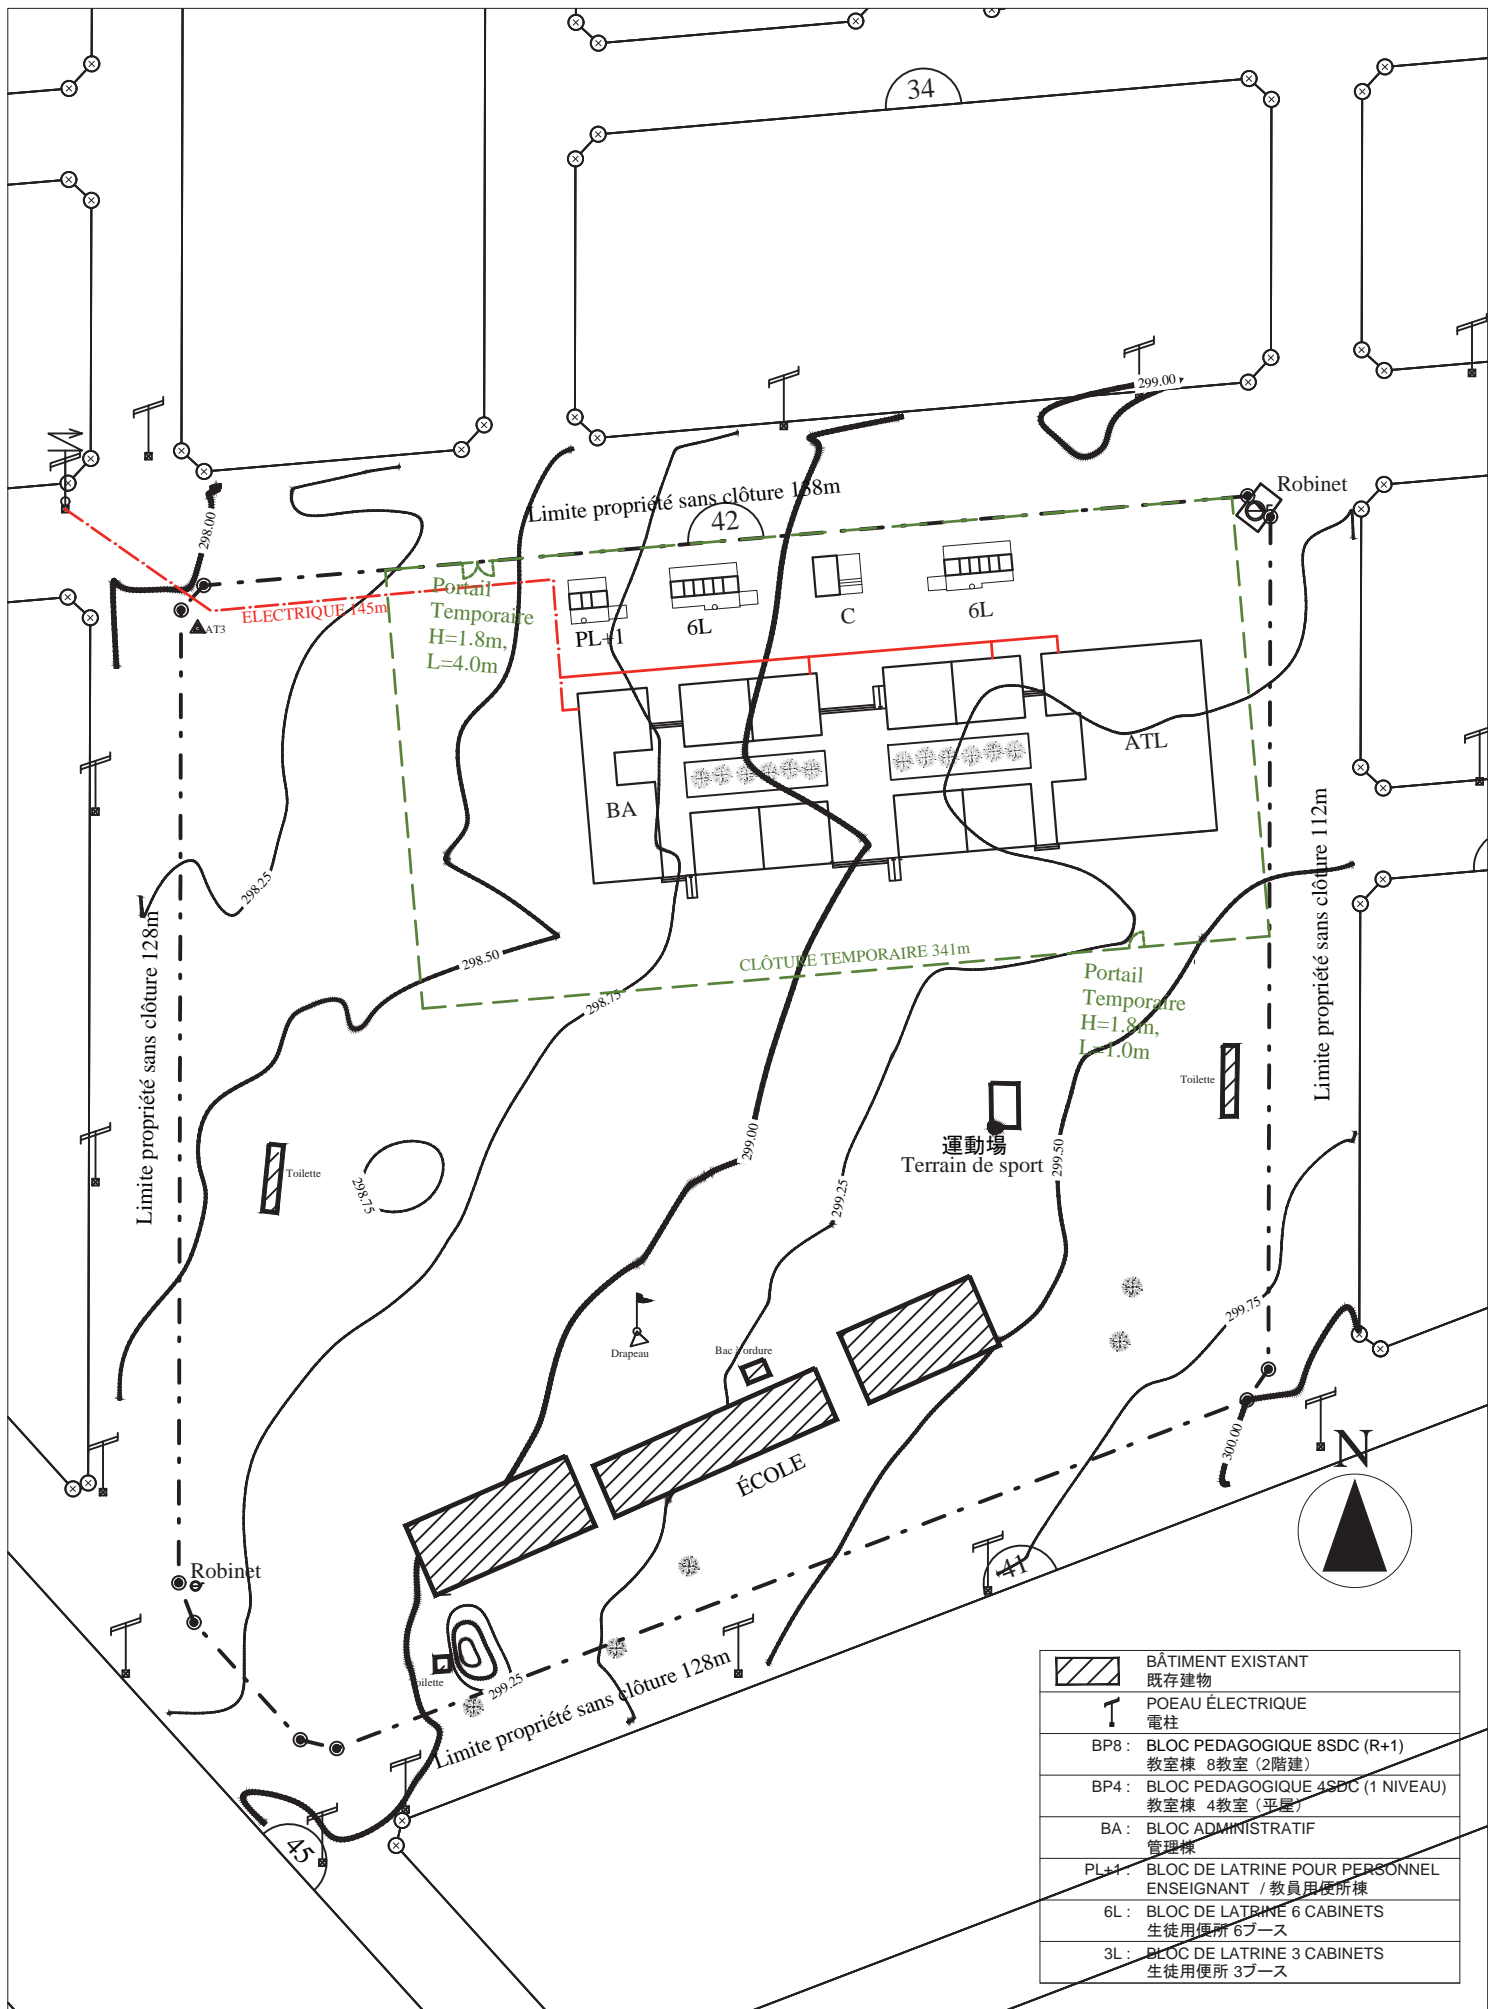 34
299.00
Robinet
Limite propriété sans clôture 138m
42
298.00
AT3
ELECTRIQUE 145m
Portail
Temporaire
H=1.8m,
L=4.0m
PL+1
6L
C
6L
ATL
BA
298.25
298.50
CLÔTURE TEMPORAIRE 341m
298.75
Limite propriété sans clôture 128m
Limite propriété sans clôture 112m
Portail
Temporaire
H=1.8m,
L=1.0m
Toilette
運動場
Terrain de sport
299.00
299.50
Toilette
298.75
299.25
299.75
Drapeau
Bac à ordure
ÉCOLE
300.00
N
41
Robinet
Toilette
299.25
Limite propriété sans clôture 128m
45
BÂTIMENT EXISTANT
既存建物
POEAU ÉLECTRIQUE
電柱
BP8 : BLOC PEDAGOGIQUE 8SDC (R+1)
教室棟 8教室（2階建）
BP4 : BLOC PEDAGOGIQUE 4SDC (1 NIVEAU)
教室棟 4教室（平屋）
BA : BLOC ADMINISTRATIF
管理棟
PL+1 : BLOC DE LATRINE POUR PERSONNEL
ENSEIGNANT / 教員用便所棟
6L : BLOC DE LATRINE 6 CABINETS
生徒用便所 6ブース
3L : BLOC DE LATRINE 3 CABINETS
生徒用便所 3ブース